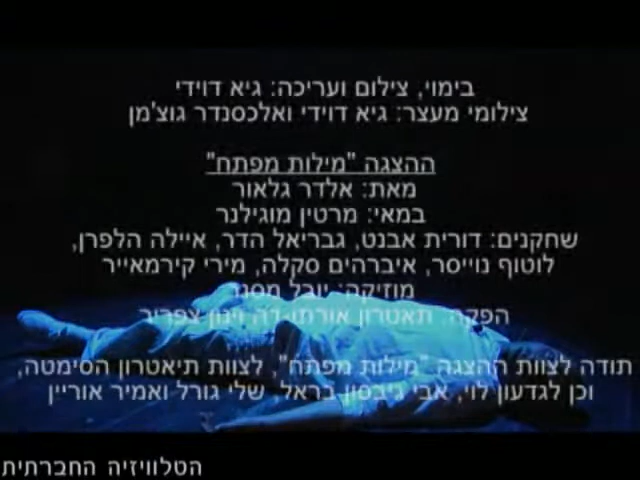 בימוי, צילום ועריכה: גיא דוידי
צילומי מעצר: גיא דוידי ואלכסנדר גוצ'מן
ההצגה "מילות מפתח"
מאת: אלדר גלאור
במאי: מרטין מוגילנר
שחקנים: דורית אבנט, גבריאל הדר, איילה הלפרן,
לוטוף נוייסר, איברהים סקלה, מירי קירמאייר
מוזיקה: יובל מסנר
הפקה: תאטרון אורתו-דה וינון צפריר
תודה לצוות ההצגה "מילות מפתח", לצוות תיאטרון הסימטה,
וכן לגדעון לוי, אבי גיבסון בראל, שלי גורל ואמיר אוריין
הטלוויזיה החברתית